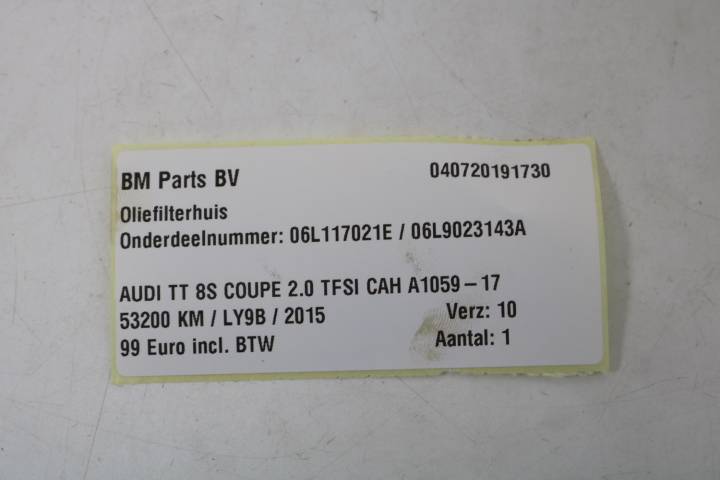 BM Parts BV 040720191730
Oliefilterhuis
Onderdeelnummer: 06L117021E / 06L9023143A
AUDI TT 8S COUPE 2.0 TFSI CAH A1059 – 17
53200 KM / LY9B / 2015 Verz: 10
99 Euro incl. BTW Aantal: 1